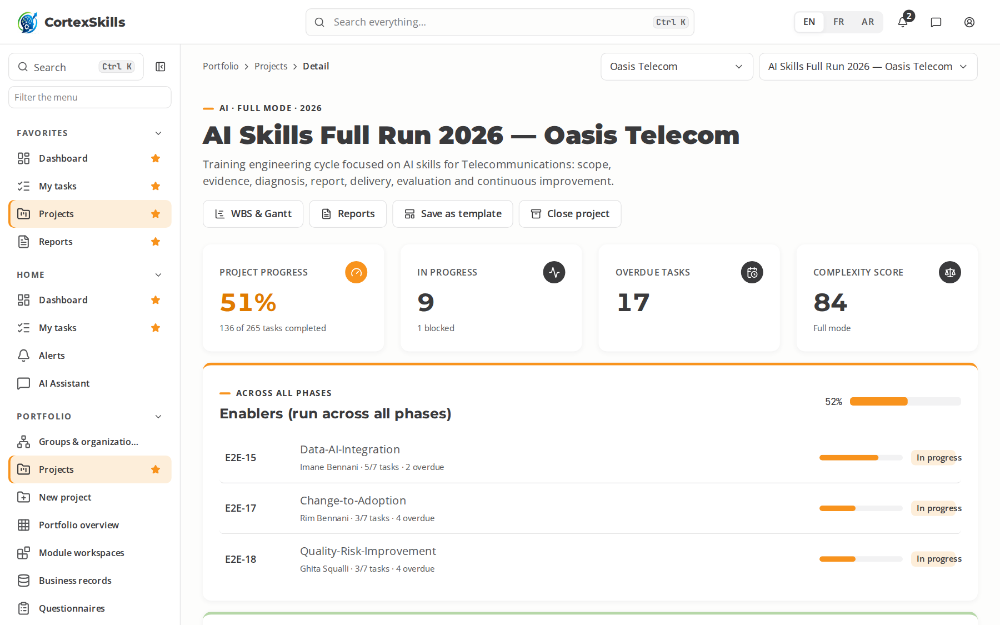 CortexSkills
Search everything...
Ctrl K
EN
FR
AR
2
Search
Ctrl K
Filter the menu
FAVORITES
Dashboard
My tasks
Projects
Reports
HOME
Dashboard
My tasks
Alerts
AI Assistant
PORTFOLIO
Groups & organizatio...
Projects
New project
Portfolio overview
Module workspaces
Business records
Questionnaires
Portfolio > Projects > Detail
Oasis Telecom
AI Skills Full Run 2026 — Oasis Telecom
AI · FULL MODE · 2026
AI Skills Full Run 2026 — Oasis Telecom
Training engineering cycle focused on AI skills for Telecommunications: scope,
evidence, diagnosis, report, delivery, evaluation and continuous improvement.
WBS & Gantt
Reports
Save as template
Close project
PROJECT PROGRESS
51%
136 of 265 tasks completed
IN PROGRESS
9
1 blocked
OVERDUE TASKS
17
COMPLEXITY SCORE
84
Full mode
ACROSS ALL PHASES
Enablers (run across all phases)
52%
E2E-15
Data-AI-Integration
Imane Bennani · 5/7 tasks · 2 overdue
In progress
E2E-17
Change-to-Adoption
Rim Bennani · 3/7 tasks · 4 overdue
In progress
E2E-18
Quality-Risk-Improvement
Ghita Squalli · 3/7 tasks · 4 overdue
In progress